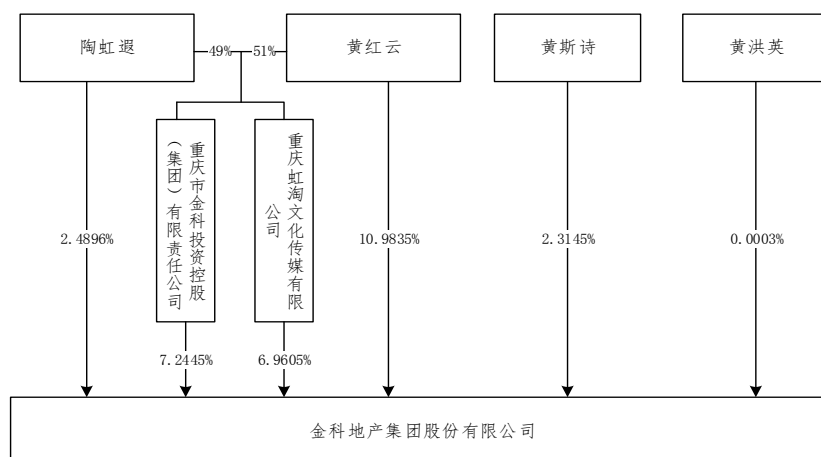 陶虹遐
49%
51%
黄红云
黄斯诗
黄洪英
重庆市金科投资控股
（集团）有限责任公司
重庆虹淘文化传媒有限
公司
2.4896%
10.9835%
2.3145%
0.0003%
7.2445%
6.9605%
金科地产集团股份有限公司